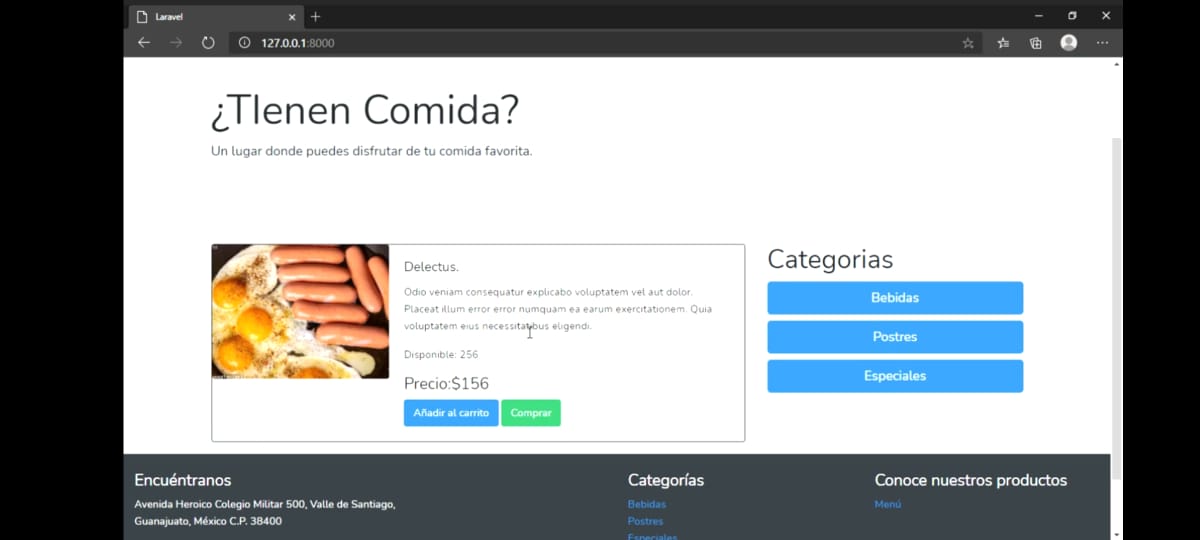 Laravel
127.0.0.1:8000
¿TIenen Comida?
Un lugar donde puedes disfrutar de tu comida favorita.
Delectus.
Odio veniam consequatur explicabo voluptatem vel aut dolor.
Placeat illum error error numquam ea earum exercitationem. Quia
voluptatem eius necessitatibus eligendi.
Disponible: 256
Precio:$156
Añadir al carrito
Comprar
Categorias
Bebidas
Postres
Especiales
Encuéntranos
Avenida Heroico Colegio Militar 500, Valle de Santiago,
Guanajuato, México C.P. 38400
Categorías
Bebidas
Postres
Especiales
Conoce nuestros productos
Menú